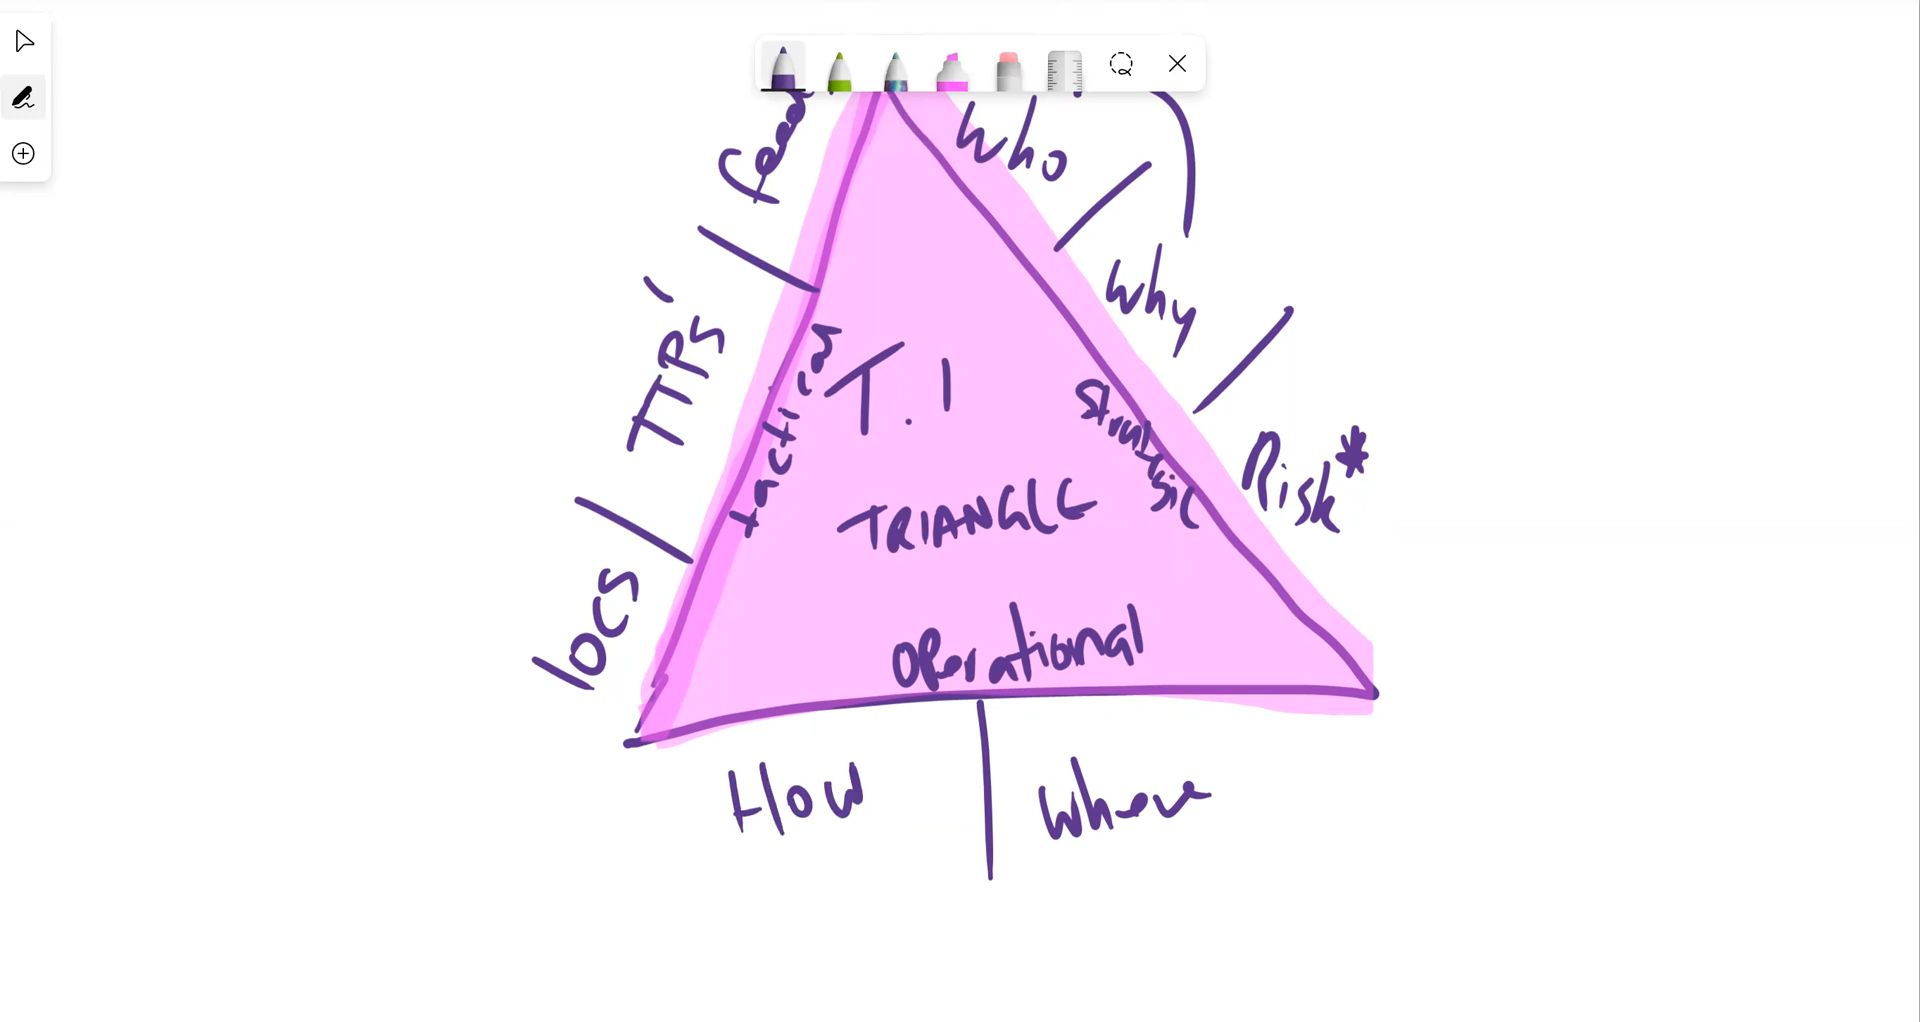 Who
Why
Risk*
TTPs'
IOCS
Tactical
T.I
TRIANGLE
Strategic
Operational
How
Where